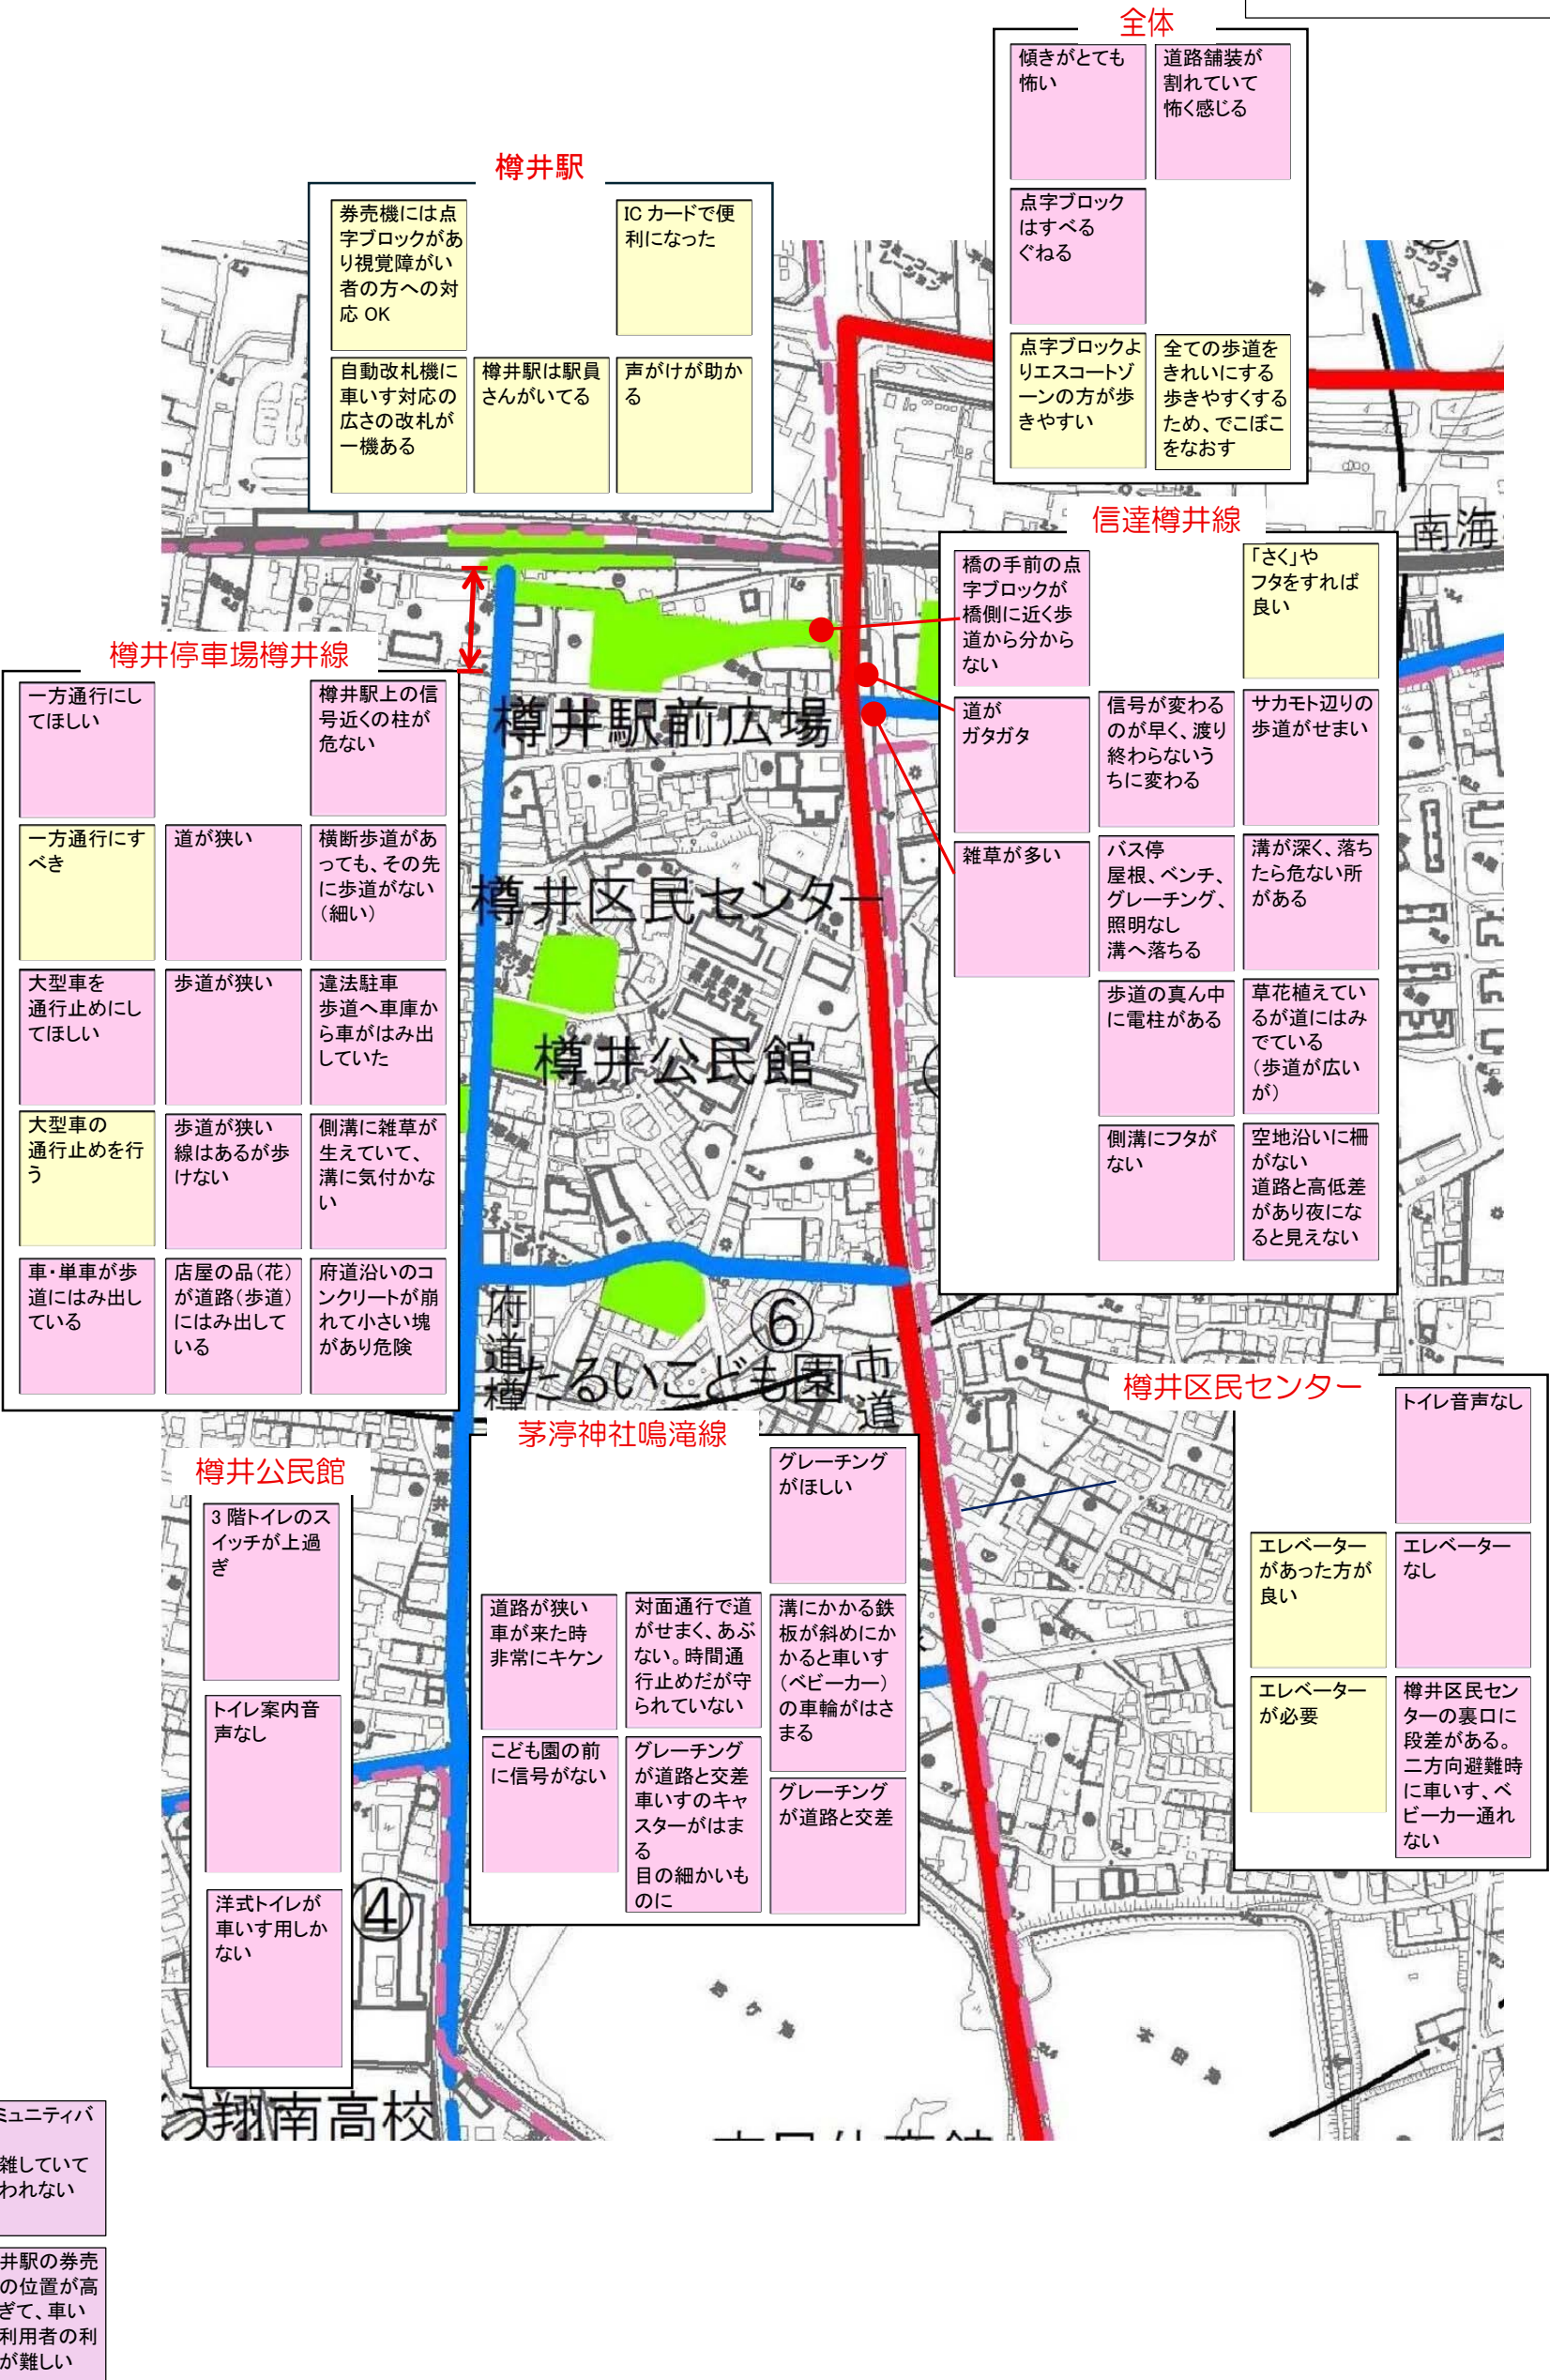 全体
傾きがとても
怖い
道路舗装が
割れていて
怖く感じる
点字ブロック
はすべる
ぐねる
点字ブロックよ
りエスコートゾ
ーンの方が歩
きやすい
全ての歩道を
きれいにする
歩きやすくする
ため、でこぼこ
をなおす
樽井駅
券売機には点
字ブロックがあ
り視覚障がい
者の方への対
応 OK
IC カードで便
利になった
自動改札機に
車いす対応の
広さの改札が
一機ある
樽井駅は駅員
さんがいてる
声がけが助か
る
信達樽井線
橋の手前の点
字ブロックが
橋側に近く歩
道から分から
ない
「さく」や
フタをすれば
良い
道が
ガタガタ
信号が変わる
のが早く、渡り
終わらないう
ちに変わる
サカモト辺りの
歩道がせまい
雑草が多い
バス停
屋根、ベンチ、
グレーチング、
照明なし
溝へ落ちる
溝が深く、落ち
たら危ない所
がある
歩道の真ん中
に電柱がある
草花植えてい
るが道にはみ
でている
(歩道が広い
が)
側溝にフタが
ない
空地沿いに柵
がない
道路と高低差
があり夜にな
ると見えない
南海
樽井停車場樽井線
一方通行にし
てほしい
樽井駅上の信
号近くの柱が
危ない
一方通行にす
べき
道が狭い
横断歩道があ
っても、その先
に歩道がない
(細い)
大型車を
通行止めにし
てほしい
歩道が狭い
違法駐車
歩道へ車庫か
ら車がはみ出
していた
大型車の
通行止めを行
う
歩道が狭い
線はあるが歩
けない
側溝に雑草が
生えていて、
溝に気付かな
い
車・単車が歩
道にはみ出し
ている
店屋の品(花)
が道路(歩道)
にはみ出して
いる
府道沿いのコ
ンクリートが崩
れて小さい塊
があり危険
樽井駅前広場
樽井区民センター
樽井公民館
⑥
たるいこども園
府道樽
市道
樽井公民館
3 階トイレのス
イッチが上過
ぎ
トイレ案内音
声なし
洋式トイレが
車いす用しか
ない
④
茅渟神社鳴滝線
グレーチング
がほしい
道路が狭い
車が来た時
非常にキケン
対面通行で道
がせまく、あぶ
ない。時間通
行止めだが守
られていない
溝にかかる鉄
板が斜めにか
かると車いす
(ベビーカー)
の車輪がはさ
まる
こども園の前
に信号がない
グレーチング
が道路と交差
車いすのキャ
スターがはま
る
目の細かいも
のに
グレーチング
が道路と交差
樽井区民センター
トイレ音声なし
エレベーター
があった方が
良い
エレベーター
なし
エレベーター
が必要
樽井区民セン
ターの裏口に
段差がある。
二方向避難時
に車いす、ベ
ビーカー通れ
ない
う翔南高校
ミュニティバ
雑していて
われない
井駅の券売
の位置が高
ぎて、車い
利用者の利
が難しい